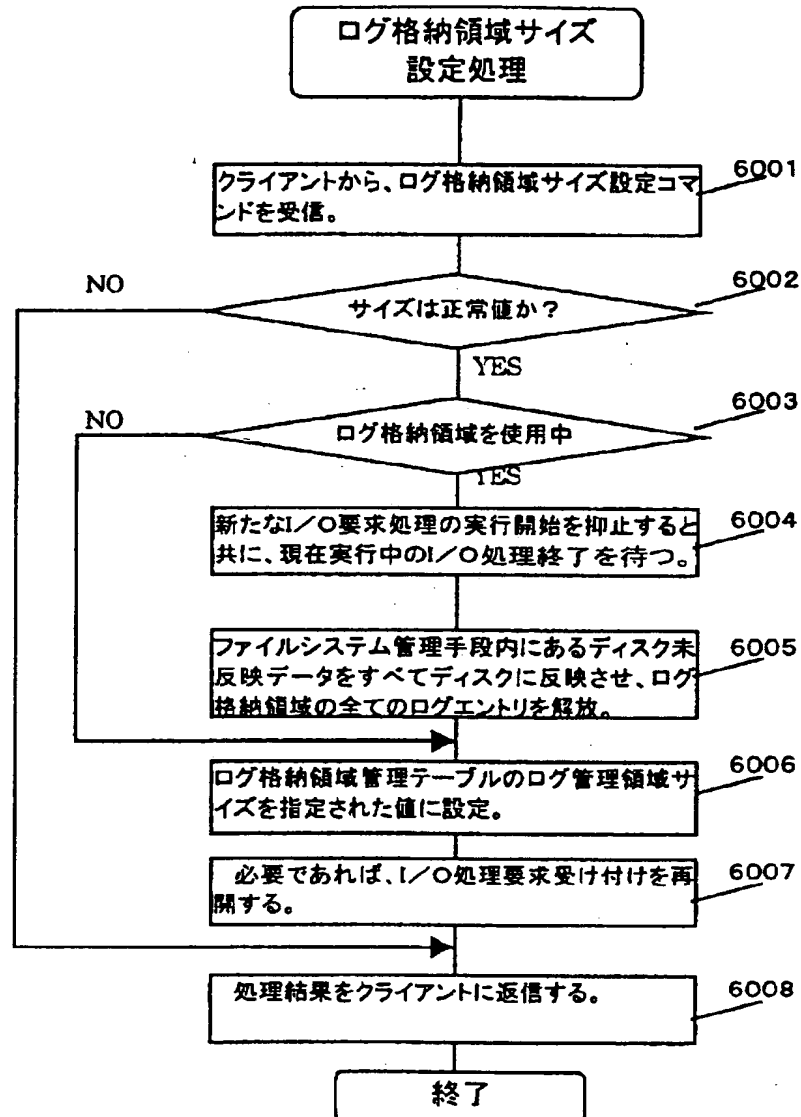 ログ格納領域サイズ
設定処理
6001
クライアントから、ログ格納領域サイズ設定コマ
ンドを受信。
6002
NO
サイズは正常値か?
YES
6003
NO
ログ格納領域を使用中
YES
6004
新たなI/O要求処理の実行開始を抑止すると
共に、現在実行中のI/O処理終了を待つ。
6005
ファイルシステム管理手段内にあるディスク未
反映データをすべてディスクに反映させ、ログ
格納領域の全てのログエントリを解放。
6006
ログ格納領域管理テーブルのログ管理領域サ
イズを指定された値に設定。
6007
必要であれば、I/O処理要求受け付けを再
開する。
6008
処理結果をクライアントに返信する。
終了